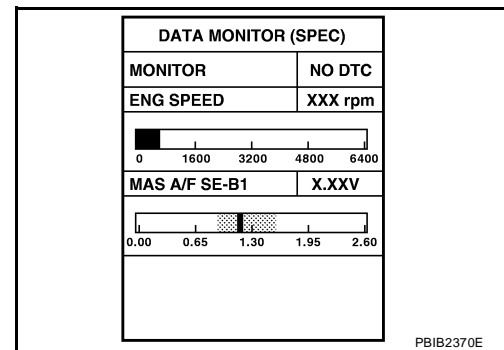 DATA MONITOR (SPEC)
MONITOR NO DTC
ENG SPEED XXX rpm
0 1600 3200 4800 6400
MAS A/F SE-B1 X.XXV
0.00 0.65 1.30 1.95 2.60
PBIB2370E